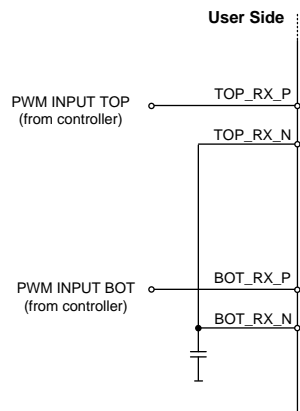 User Side
PWM INPUT TOP
(from controller)
TOP_RX_P
TOP_RX_N
PWM INPUT BOT
(from controller)
BOT_RX_P
BOT_RX_N